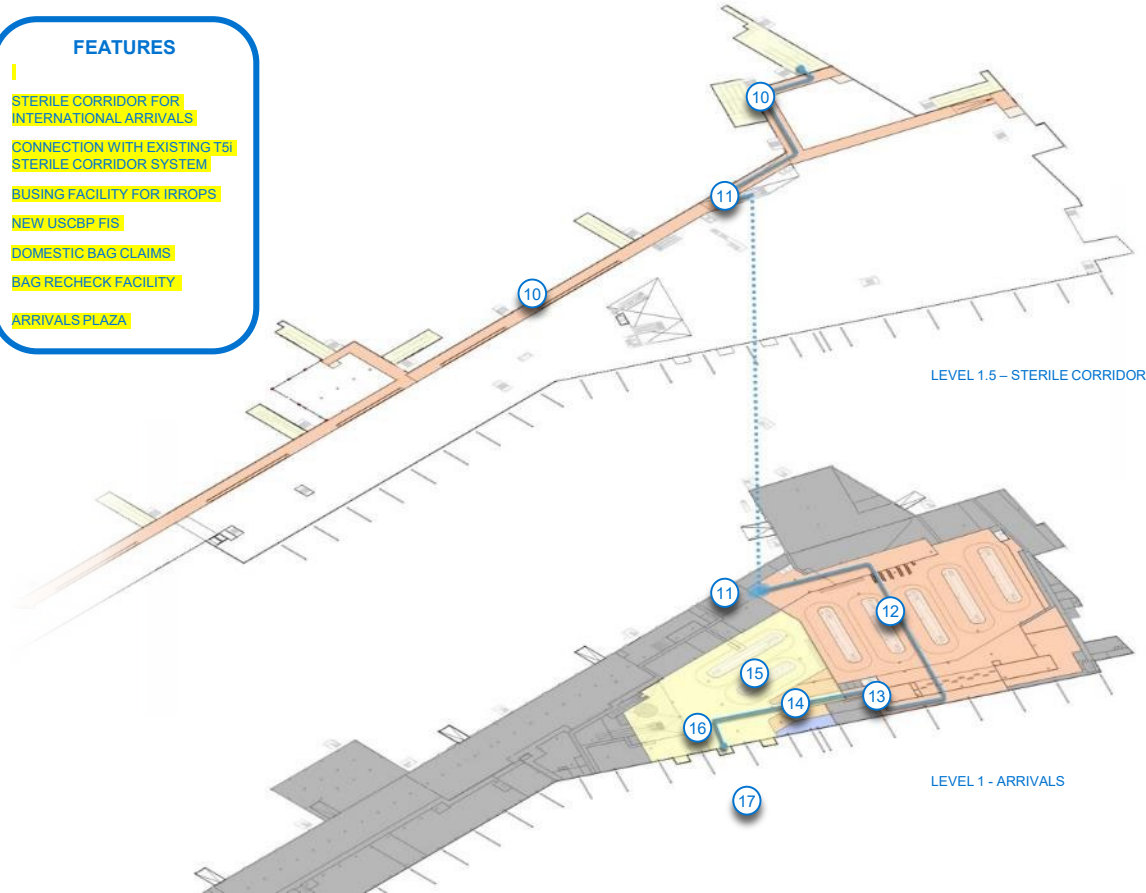 FEATURES
STERILE CORRIDOR FOR
INTERNATIONAL ARRIVALS
CONNECTION WITH EXISTING T5i
STERILE CORRIDOR SYSTEM
BUSING FACILITY FOR IRROPS
NEW USCBP FIS
DOMESTIC BAG CLAIMS
BAG RECHECK FACILITY
ARRIVALS PLAZA
10
11
10
LEVEL 1.5 – STERILE CORRIDOR
11
12
15
13
14
16
LEVEL 1 - ARRIVALS
17